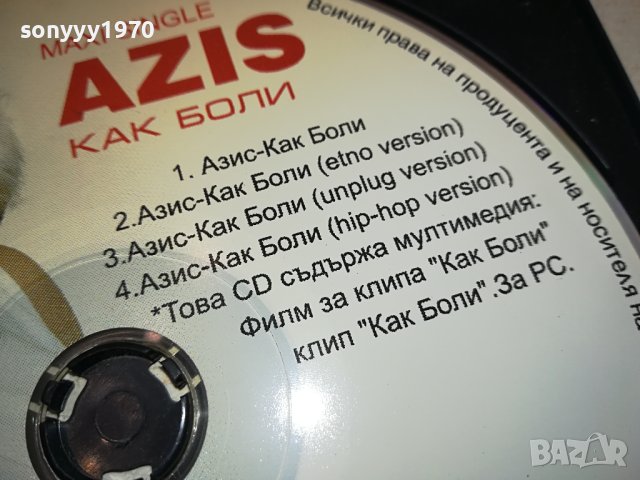 sonyyy1970
MAXI SINGLE
AZIS
КАК БОЛИ
1. Азис-Как Боли
2.Азис-Как Боли (etno version)
3.Азис-Как Боли (unplug version)
4.Азис-Как Боли (hip-hop version)
*Това CD съдържа мултимедия:
Филм за клипа "Как Боли"
клип "Как Боли".За PC.
Всички права на продуцента и на носителя на
BAZAR